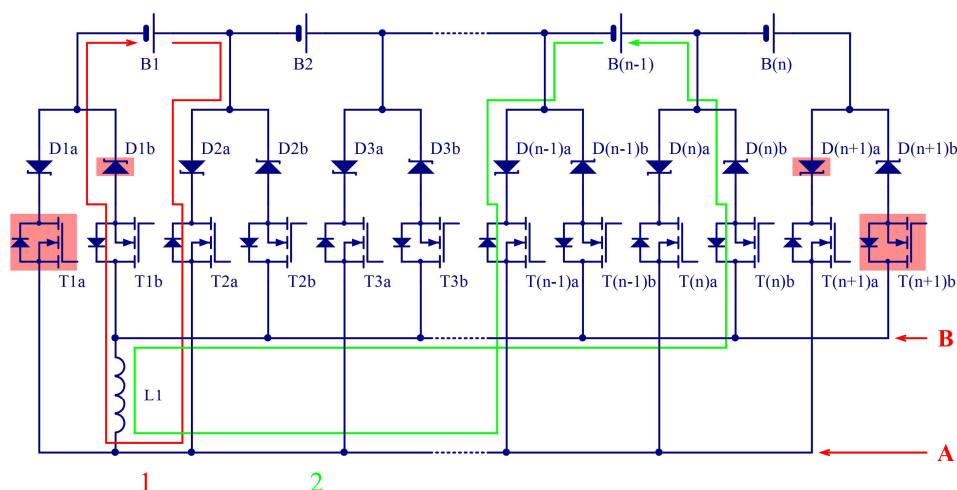 B1 B2 B(n-1) B(n)
D1a D1b D2a D2b D3a D3b D(n-1)a D(n-1)b D(n)a D(n)b D(n+1)a D(n+1)b
T1a T1b T2a T2b T3a T3b T(n-1)a T(n-1)b T(n)a T(n)b T(n+1)a T(n+1)b
B
L1
A
1 2